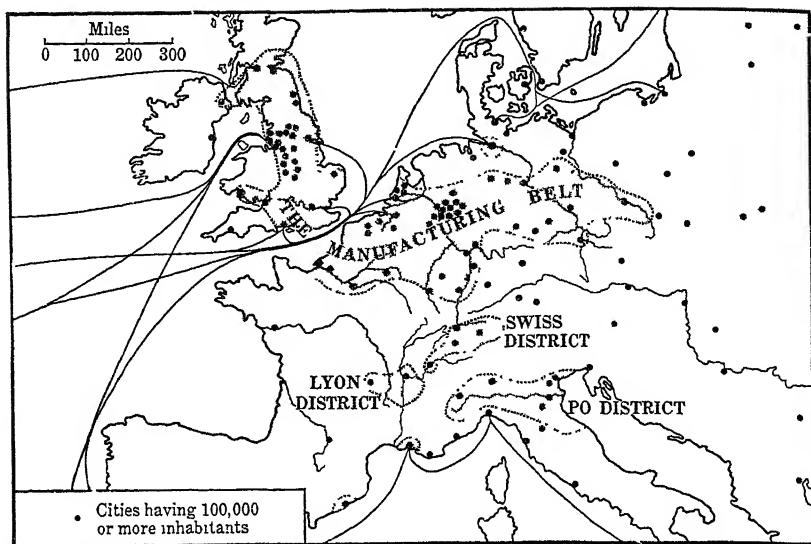 Miles
0 100 200 300
THE MANUFACTURING BELT
SWISS
DISTRICT
LYON
DISTRICT
PO DISTRICT
• Cities having 100,000
or more inhabitants